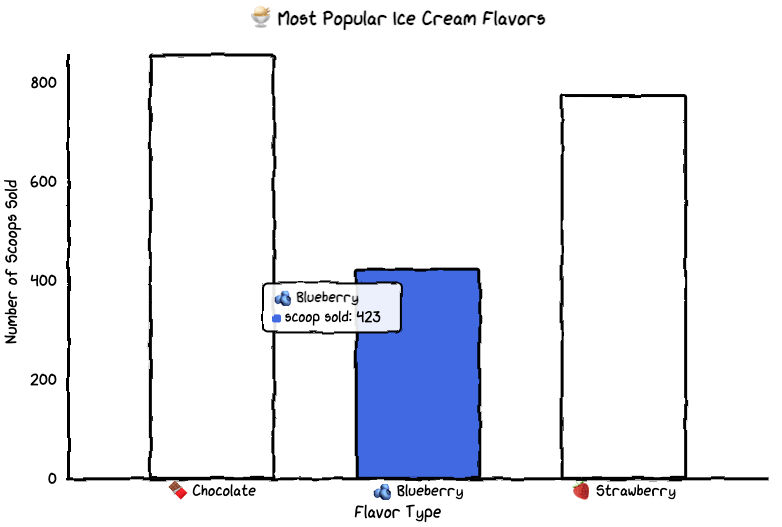 Most Popular Ice Cream Flavors
Number of Scoops Sold
800
600
400
200
0
Blueberry
scoop sold: 423
Chocolate
Blueberry
Strawberry
Flavor Type